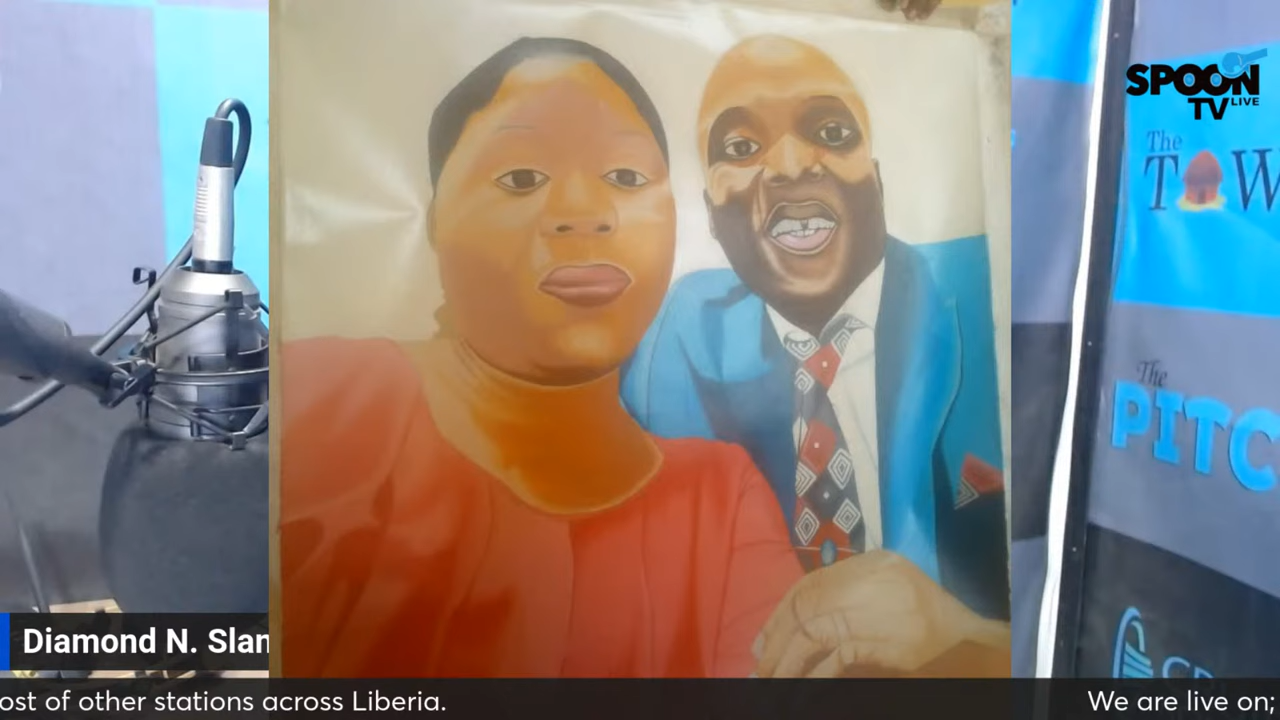 SPOON
TV LIVE
The
T W
The
PITC
Diamond N. Slan
ost of other stations across Liberia.
We are live on;